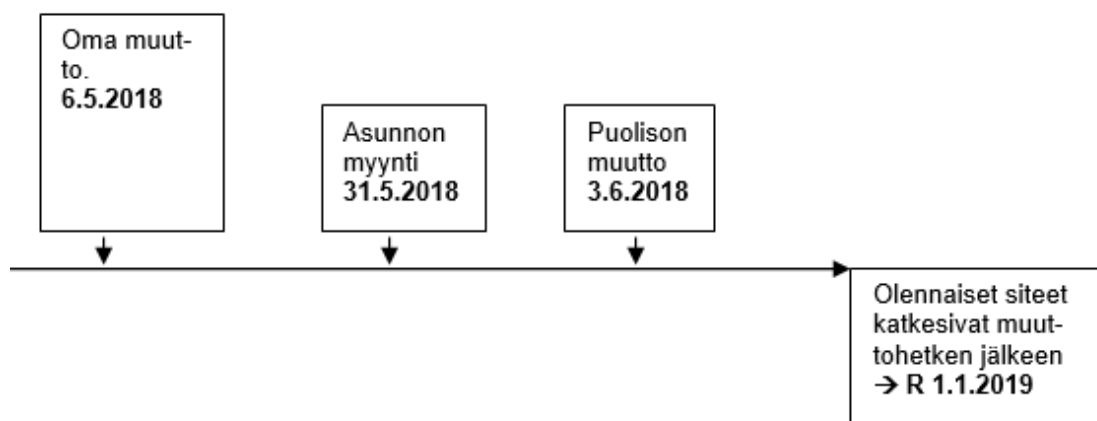 Oma muut-
to.
6.5.2018
Asunnon
myynti
31.5.2018
Puolison
muutto
3.6.2018
Olennaiset siteet
katkesivat muut-
tohetken jälkeen
→ R 1.1.2019